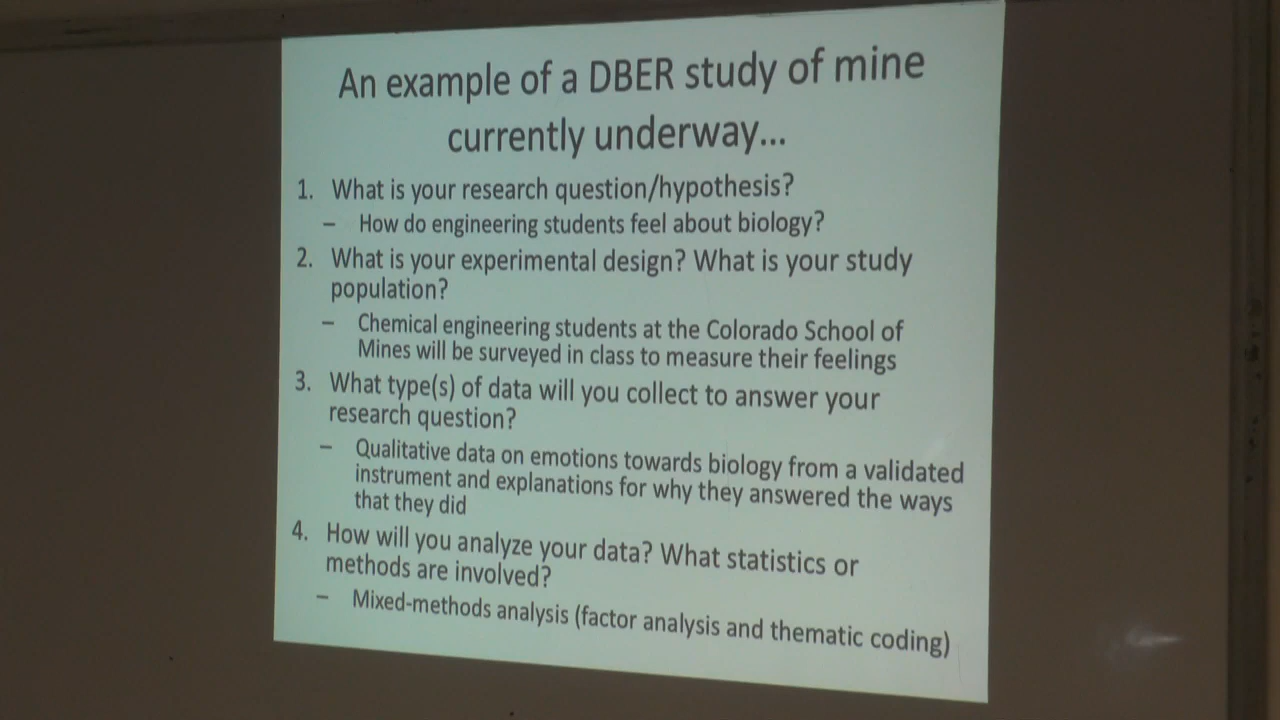 An example of a DBER study of mine
currently underway...
1. What is your research question/hypothesis?
– How do engineering students feel about biology?
2. What is your experimental design? What is your study
population?
– Chemical engineering students at the Colorado School of
Mines will be surveyed in class to measure their feelings
3. What type(s) of data will you collect to answer your
research question?
– Qualitative data on emotions towards biology from a validated
instrument and explanations for why they answered the ways
that they did
4. How will you analyze your data? What statistics or
methods are involved?
– Mixed-methods analysis (factor analysis and thematic coding)